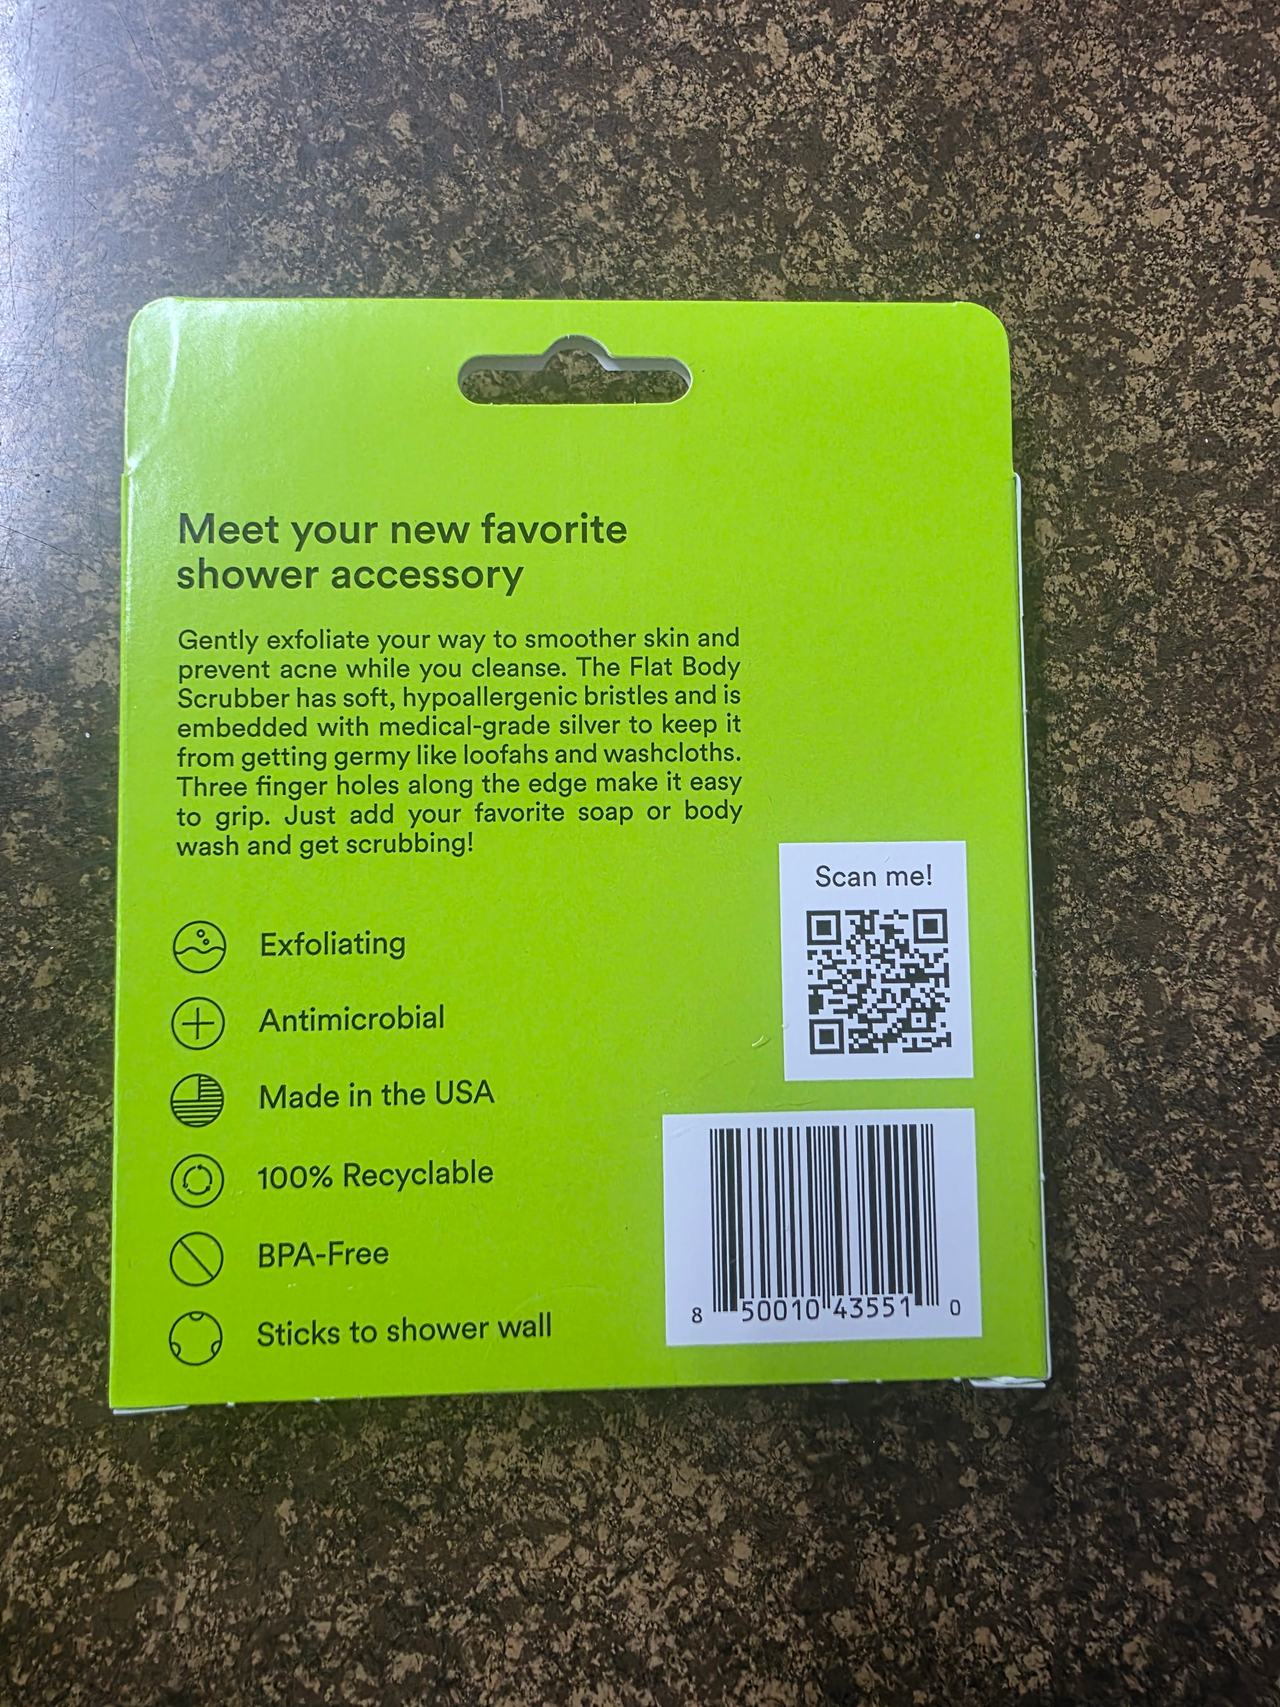 Meet your new favorite
shower accessory
Gently exfoliate your way to smoother skin and
prevent acne while you cleanse. The Flat Body
Scrubber has soft, hypoallergenic bristles and is
embedded with medical-grade silver to keep it
from getting germy like loofahs and washcloths.
Three finger holes along the edge make it easy
to grip. Just add your favorite soap or body
wash and get scrubbing!
Scan me!
Exfoliating
Antimicrobial
Made in the USA
100% Recyclable
BPA-Free
Sticks to shower wall
8 50010 43551 0